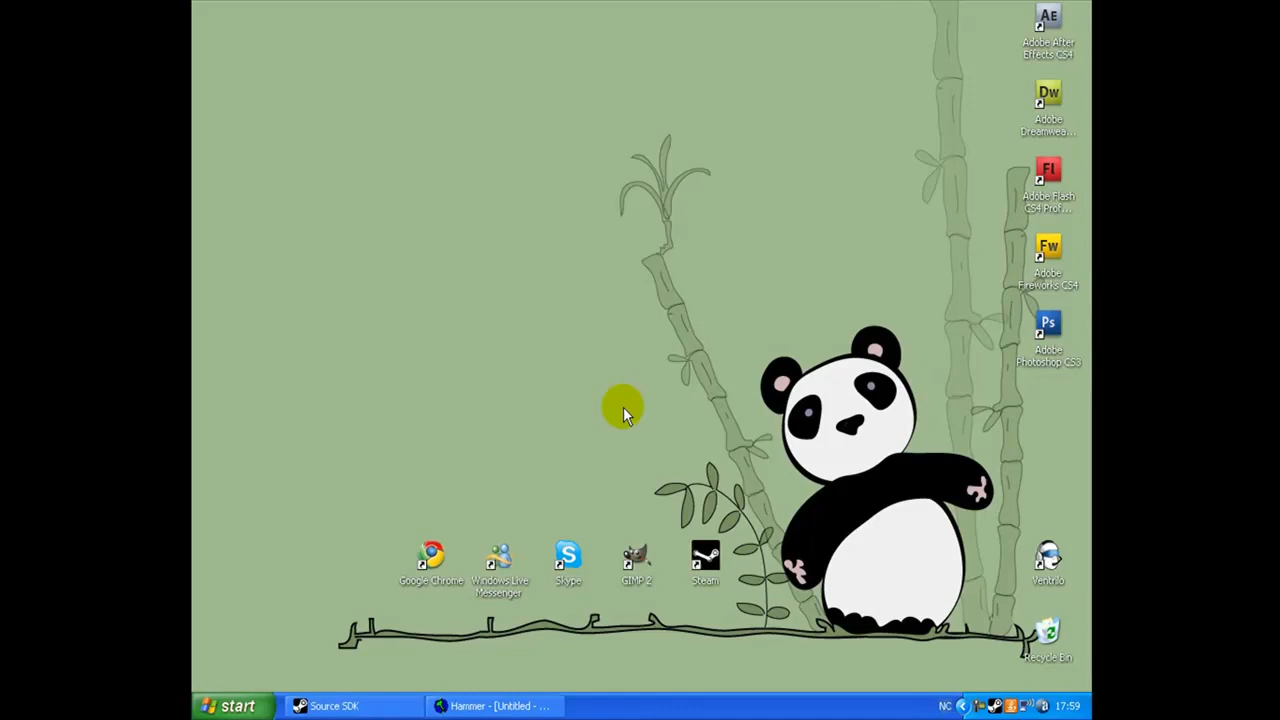 Ae
Adobe After
Effects CS4
Dw
Adobe
Dreamwea...
Fl
Adobe Flash
CS4 Prof...
Fw
Adobe
Fireworks CS4
Ps
Adobe
Photoshop CS3
Google Chrome
Windows Live
Messenger
S
Skype
GIMP 2
Steam
Ventrilo
Recycle Bin
start
Source SDK
Hammer - [Untitled - ...
NC
17:59